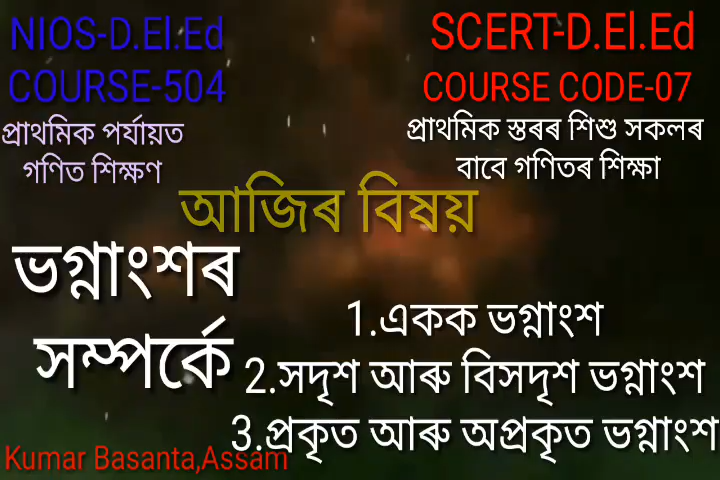 NIOS-D.El.Ed
COURSE-504
প্ৰাথমিক পৰ্যায়ত
গণিত শিক্ষণ
SCERT-D.El.Ed
COURSE CODE-07
প্ৰাথমিক স্তৰৰ শিশু সকলৰ
বাবে গণিতৰ শিক্ষা
আজিৰ বিষয়
ভগ্নাংশৰ
সম্পৰ্কে
1.একক ভগ্নাংশ
2.সদৃশ আৰু বিসদৃশ ভগ্নাংশ
3.প্ৰকৃত আৰু অপ্ৰকৃত ভগ্নাংশ
Kumar Basanta,Assam